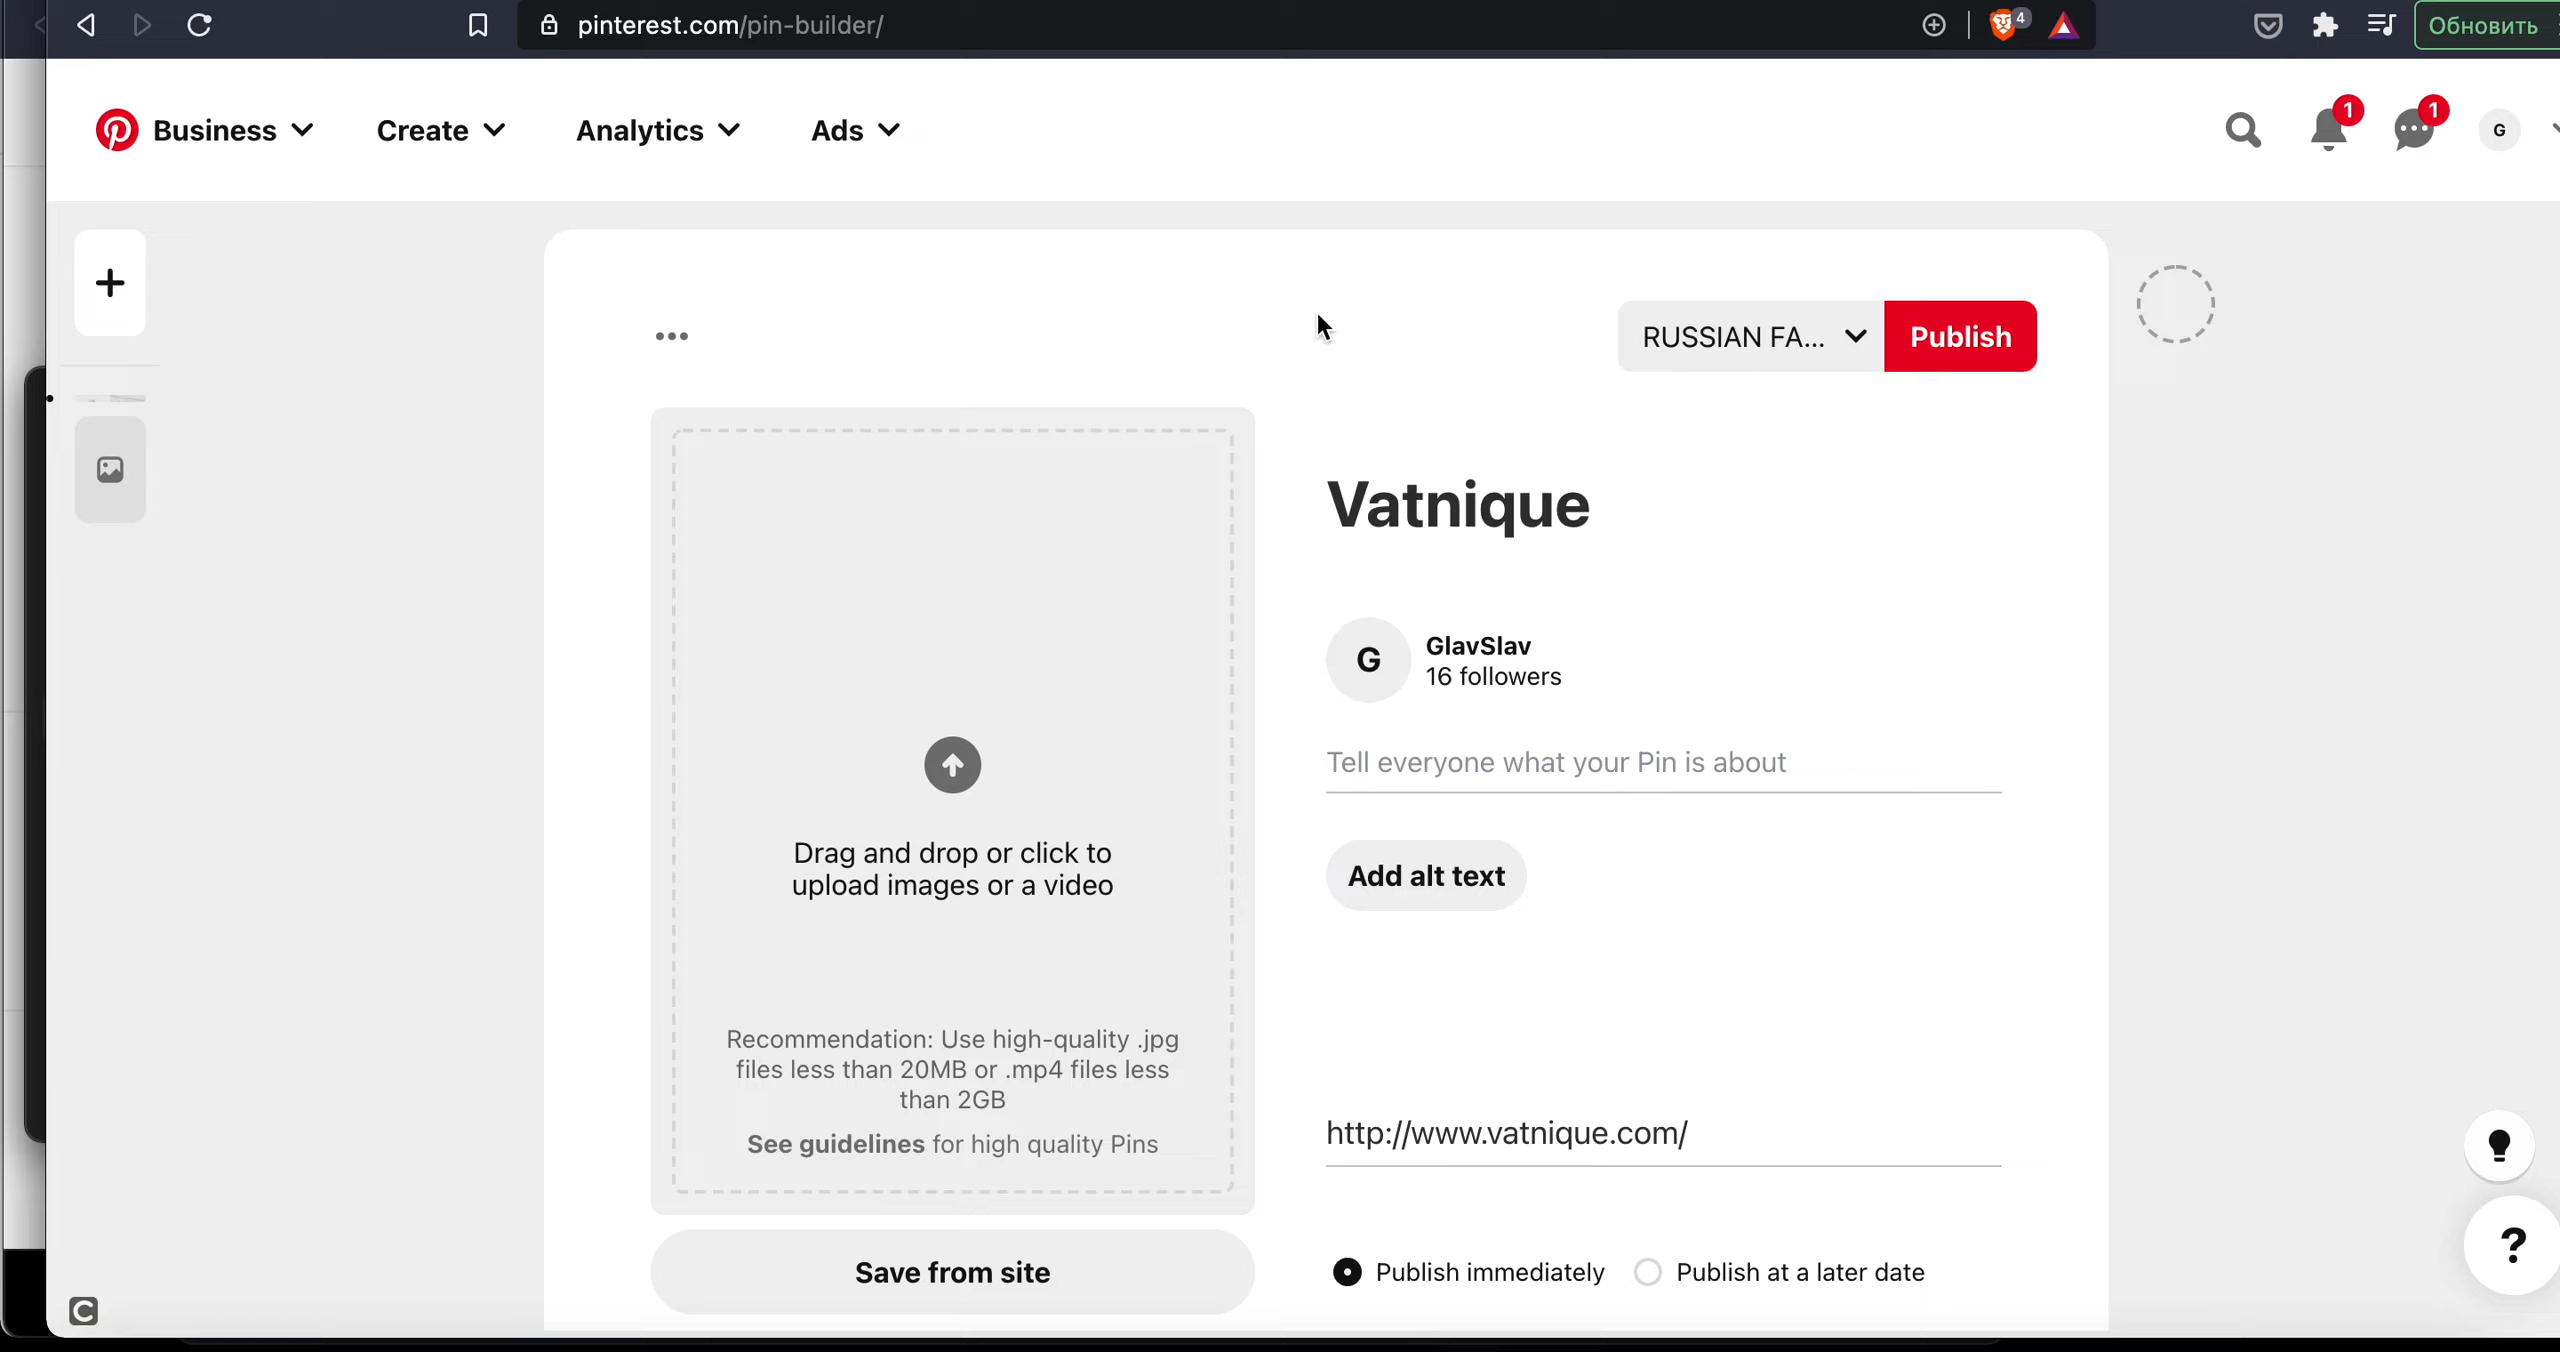 pinterest.com/pin-builder/
4
Обновить
Business
Create
Analytics
Ads
1
1
G
RUSSIAN FA...
Publish
Vatnique
G
GlavSlav
16 followers
Tell everyone what your Pin is about
Add alt text
Drag and drop or click to
upload images or a video
Recommendation: Use high-quality .jpg
files less than 20MB or .mp4 files less
than 2GB
See guidelines for high quality Pins
http://www.vatnique.com/
Save from site
Publish immediately
Publish at a later date
?
C